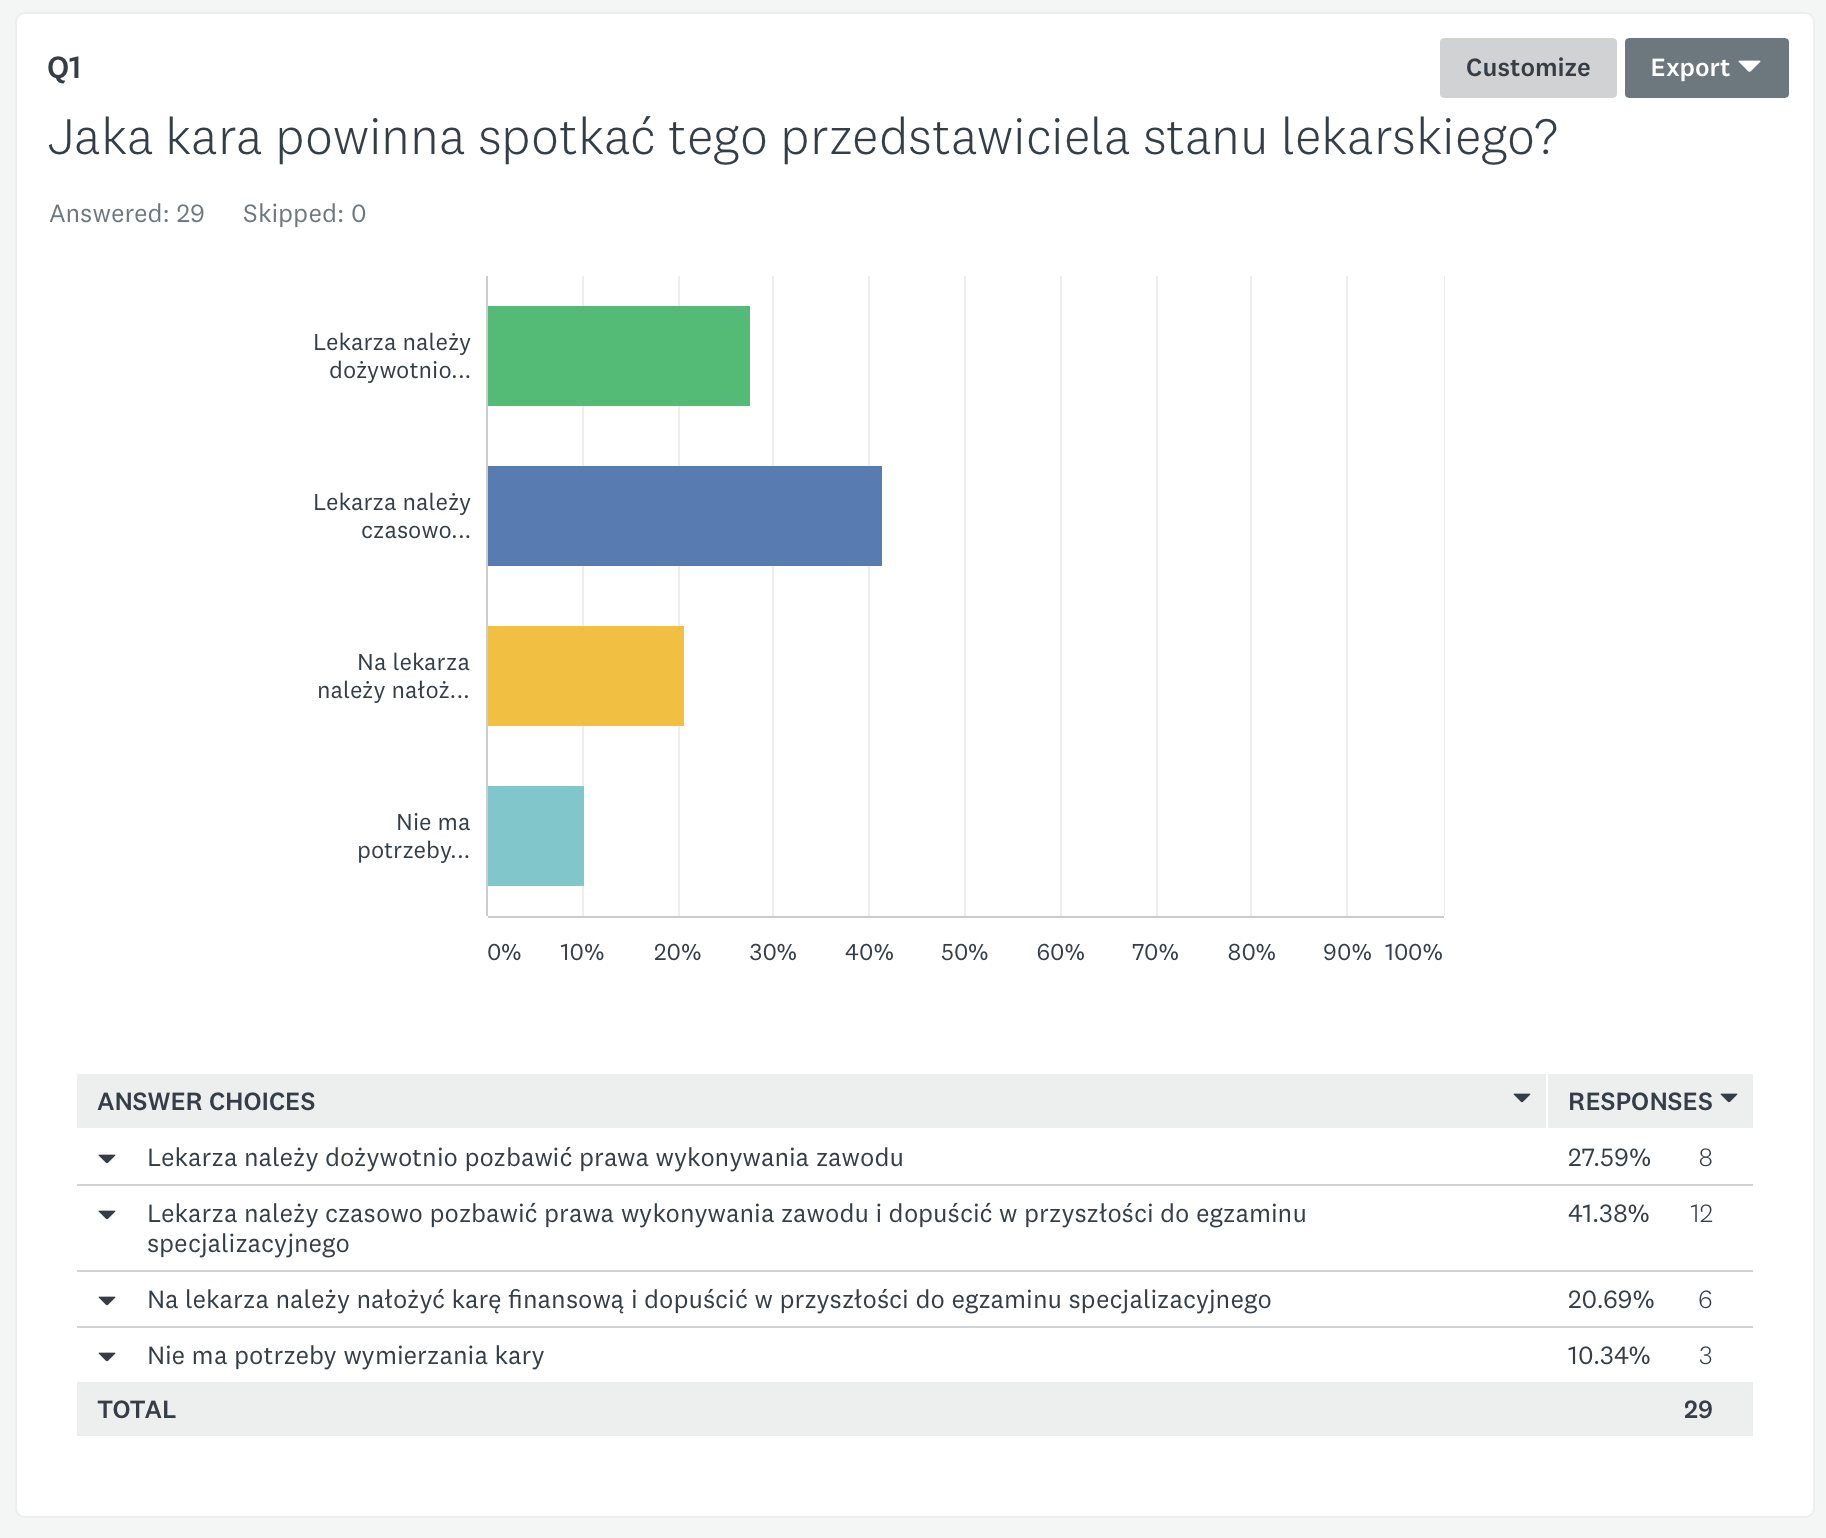 Q1
Customize
Export
Jaka kara powinna spotkać tego przedstawiciela stanu lekarskiego?
Answered: 29 Skipped: 0
Lekarza należy
dożywotnio...
Lekarza należy
czasowo...
Na lekarza
należy nałoż...
Nie ma
potrzeby...
0% 10% 20% 30% 40% 50% 60% 70% 80% 90% 100%
ANSWER CHOICES RESPONSES
Lekarza należy dożywotnio pozbawić prawa wykonywania zawodu 27.59% 8
Lekarza należy czasowo pozbawić prawa wykonywania zawodu i dopuścić w przyszłości do egzaminu 41.38% 12
specjalizacyjnego
Na lekarza należy nałożyć karę finansową i dopuścić w przyszłości do egzaminu specjalizacyjnego 20.69% 6
Nie ma potrzeby wymierzania kary 10.34% 3
TOTAL 29